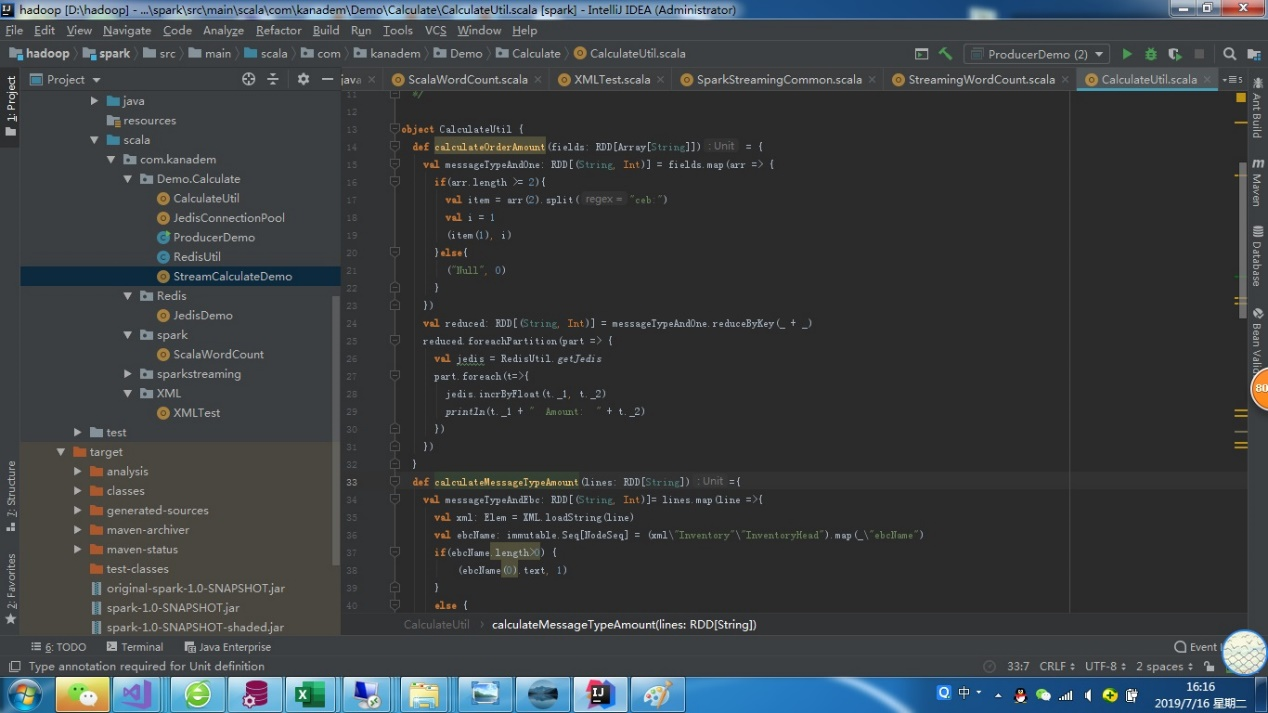 hadoop [D:\hadoop] - ...\spark\src\main\scala\com\kanadem\Demo\Calculate\CalculateUtil.scala [spark] - IntelliJ IDEA (Administrator)
File Edit View Navigate Code Analyze Refactor Build Run Tools VCS Window Help
hadoop spark src main scala com kanadem Demo Calculate CalculateUtil.scala ProducerDemo (2)
Project java ScalaWordCount.scala XMLTest.scala SparkStreamingCommon.scala StreamingWordCount.scala CalculateUtil.scala
1: Project
2: Structure
2: Favorites
java
resources
scala
com.kanadem
Demo.Calculate
CalculateUtil
JedisConnectionPool
ProducerDemo
RedisUtil
StreamCalculateDemo
Redis
JedisDemo
spark
ScalaWordCount
sparkstreaming
XML
XMLTest
test
target
analysis
classes
generated-sources
maven-archiver
maven-status
test-classes
original-spark-1.0-SNAPSHOT.jar
spark-1.0-SNAPSHOT.jar
spark-1.0-SNAPSHOT-shaded.jar
11 */
12
13 object CalculateUtil {
14 def calculateOrderAmount(fields: RDD[Array[String]]) : Unit = {
15 val messageTypeAndOne: RDD[(String, Int)] = fields.map(arr => {
16 if(arr.length >= 2){
17 val item = arr(2).split( regex = "ceb:")
18 val i = 1
19 (item(1), i)
20 }else{
21 ("Null", 0)
22 }
23 })
24 val reduced: RDD[(String, Int)] = messageTypeAndOne.reduceByKey(_ + _)
25 reduced.foreachPartition(part => {
26 val jedis = RedisUtil.getJedis
27 part.foreach(t=>{
28 jedis.incrByFloat(t._1, t._2)
29 println(t._1 + " Amount: " + t._2)
30 })
31 })
32 }
33 def calculateMessageTypeAmount(lines: RDD[String]) : Unit ={
34 val messageTypeAndEbc: RDD[(String, Int)]= lines.map(line =>{
35 val xml: Elem = XML.loadString(line)
36 val ebcName: immutable.Seq[NodeSeq] = (xml\"Inventory"\"InventoryHead").map(_\"ebcName")
37 if(ebcName.length>0) {
38 (ebcName(0).text, 1)
39 }
40 else {
CalculateUtil calculateMessageTypeAmount(lines: RDD[String])
Ant Build
Maven
Database
Bean Valid
80
6: TODO Terminal Java Enterprise Event
Type annotation required for Unit definition 33:7 CRLF UTF-8 2 spaces
中 16:16
2019/7/16 星期二